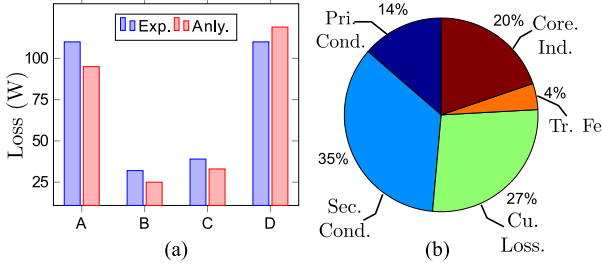 Loss (W)
100
75
50
25
Exp. Anly.
A B C D
(a)
Pri.
Cond.
14%
20%
Core.
Ind.
4%
Tr. Fe
35%
27%
Sec.
Cond.
Cu.
Loss.
(b)